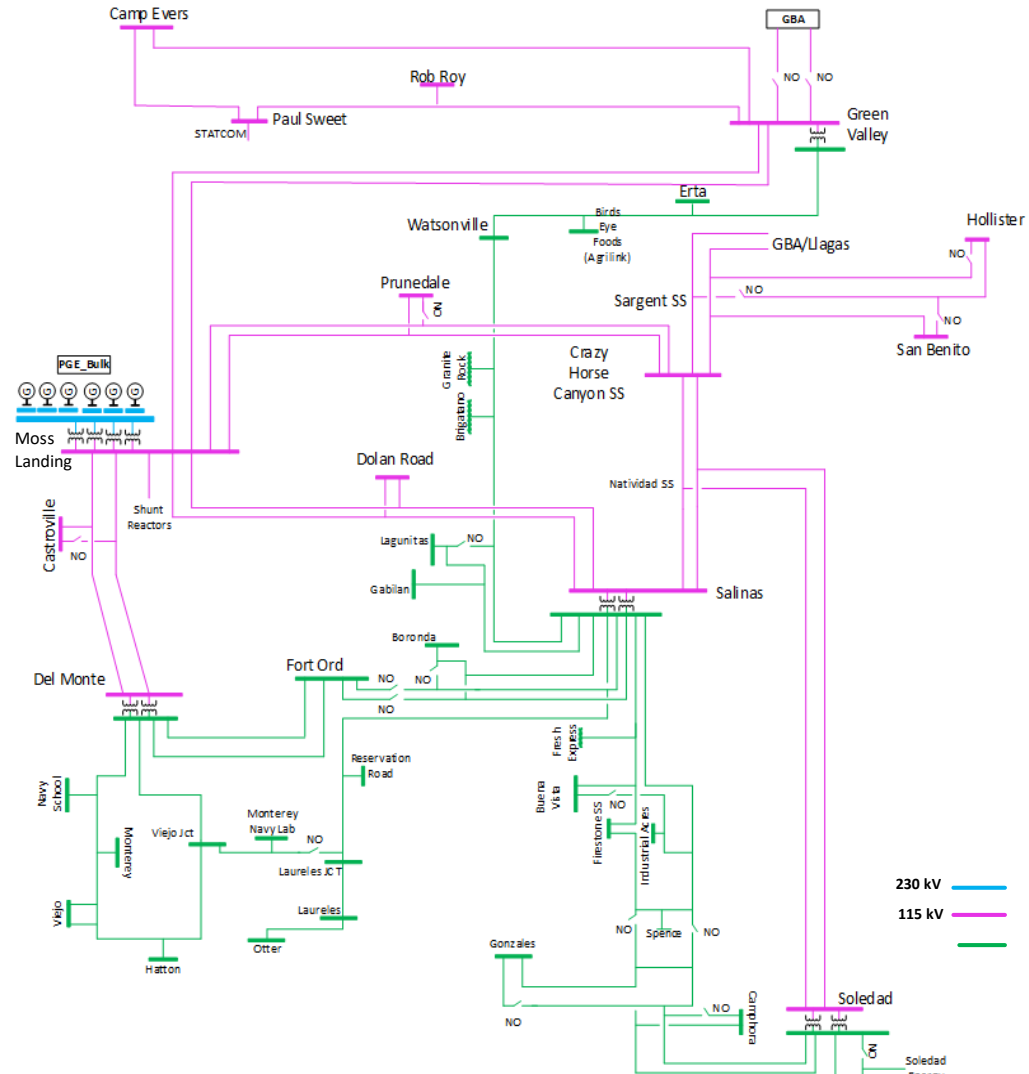 Camp Evers
GBA
Rob Roy
NO
NO
Paul Sweet
STATCOM
Green
Valley
Erta
Birds
Eye
Foods
(Agrilink)
Watsonville
Hollister
GBA/Llagas
NO
Prunedale
NO
Sargent SS
NO
NO
San Benito
Crazy
Horse
Canyon SS
Granite
Rock
Brigatano
PGE_Bulk
G
G
G
G
G
G
Moss
Landing
Dolan Road
Natividad SS
Shunt
Reactors
Castroville
NO
Lagunitas
NO
Gabilan
Salinas
Boronda
Fort Ord
NO
NO
Del Monte
Fresh
Express
Reservation
Road
Navy
School
Buena
Vista
NO
Firestone SS
Industrial Acres
Monterey
Navy Lab
NO
Viejo Jct
Monterey
Laureles JCT
230 kV
115 kV
Viejo
Laureles
Otter
Hatton
NO
Spence
NO
Gonzales
NO
NO
Camphora
Soledad
NO
Soledad